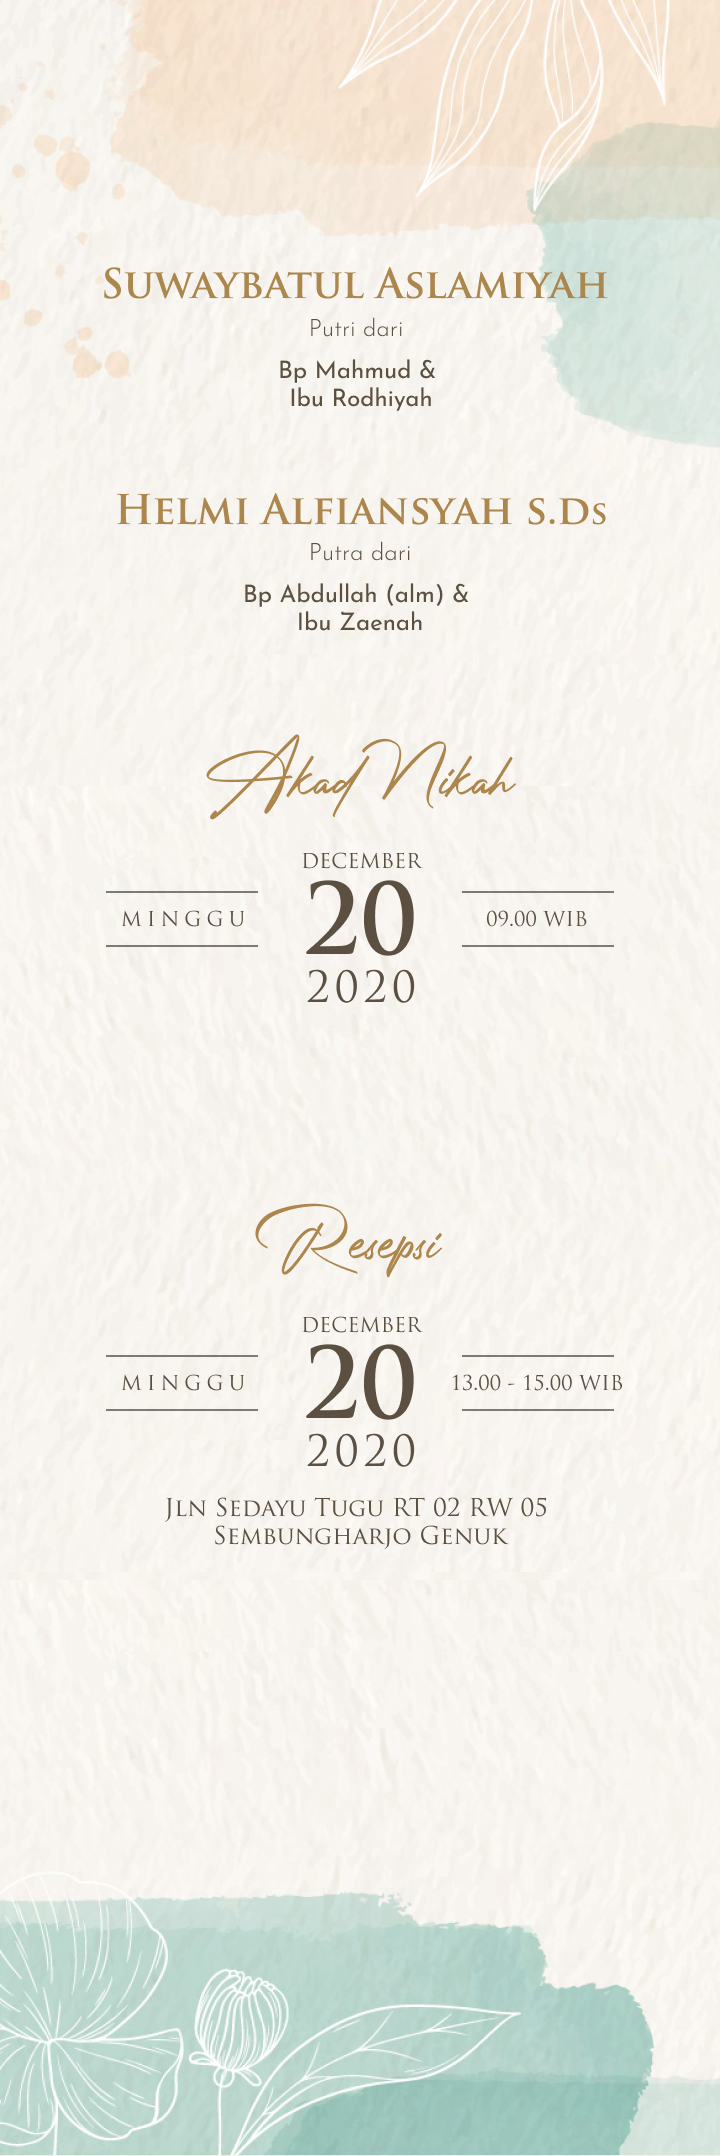 Suwaybatul Aslamiyah
Putri dari
Bp Mahmud &
Ibu Rodhiyah
Helmi Alfiansyah s.Ds
Putra dari
Bp Abdullah (alm) &
Ibu Zaenah
Akad Nikah
DECEMBER
MINGGU 20 09.00 WIB
2020
Resepsi
DECEMBER
MINGGU 20 13.00 - 15.00 WIB
2020
Jln Sedayu Tugu RT 02 RW 05
Sembungharjo Genuk